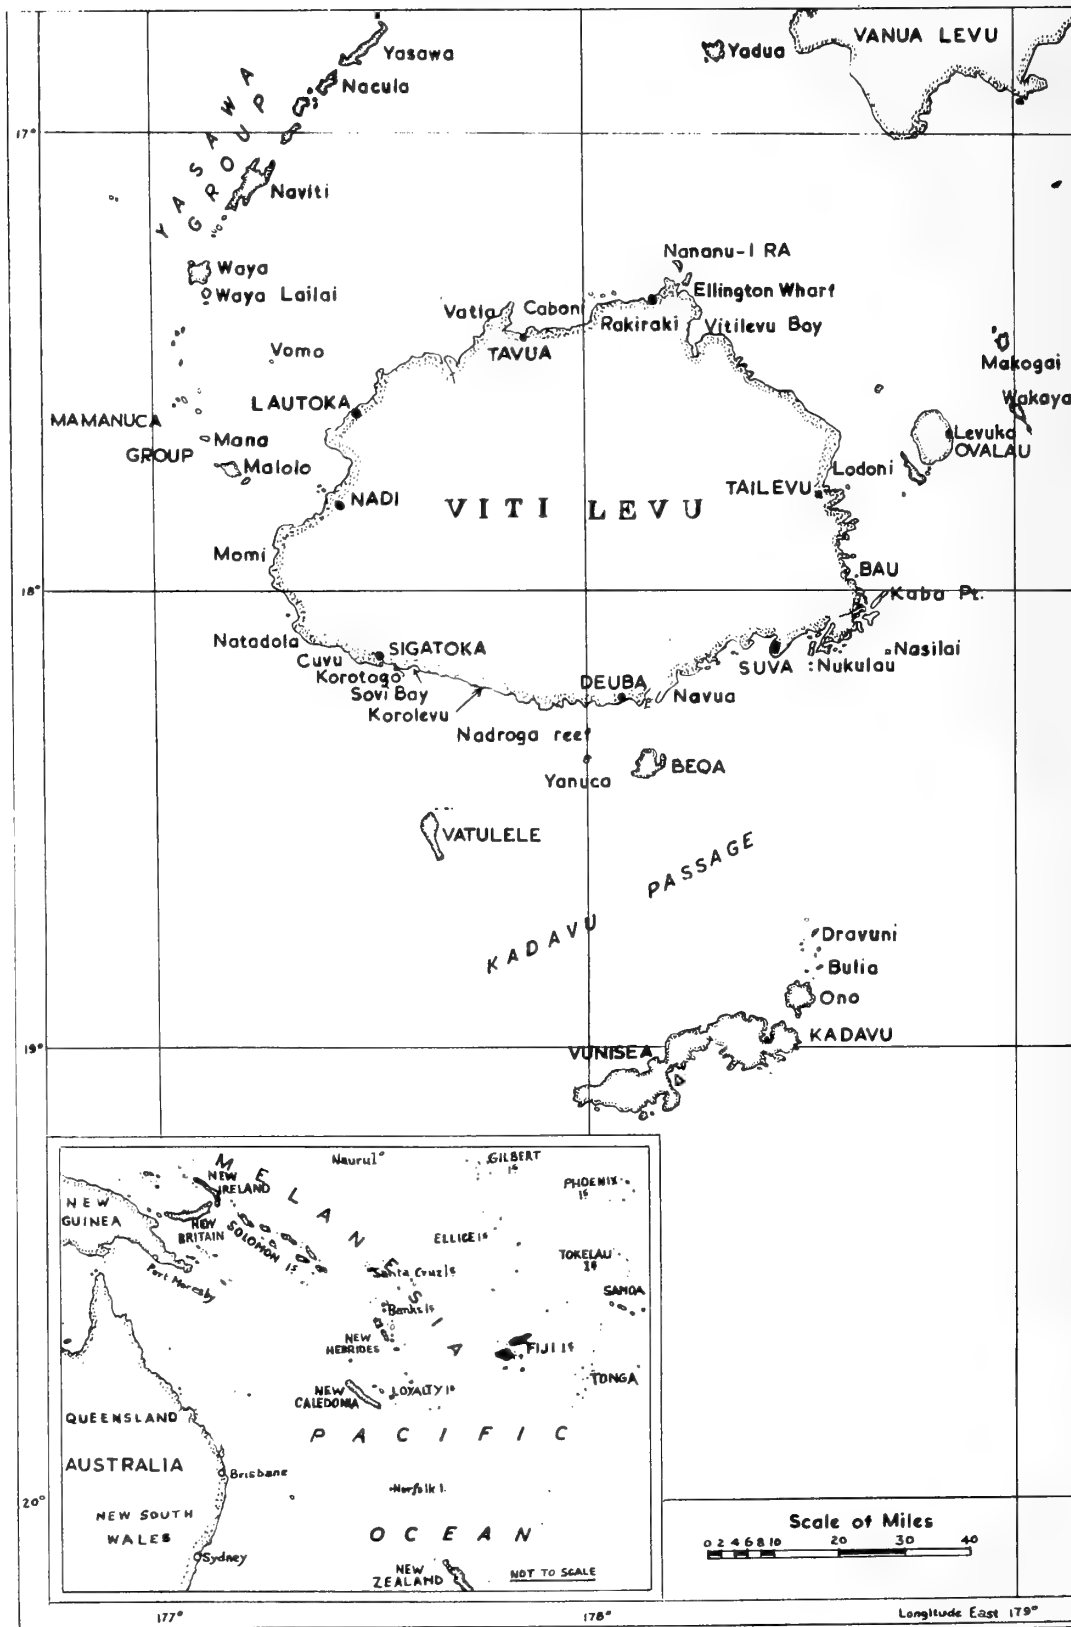 Yasawa
Yadua
VANUA LEVU
Nacula
YASAWA
GROUP
17°
Naviti
Nananu-I RA
Waya
Waya Lailai
Ellington Wharf
Vatia
Caboni
Rakiraki
Vitilevu Bay
TAVUA
Vomo
Makogai
LAUTOKA
Wakaya
MAMANUCA
GROUP
Mana
Malolo
Levuka
OVALAU
Lodoni
NADI
VITI LEVU
TAILEVU
Momi
BAU
18°
Kaba Pt.
Natadola
SIGATOKA
Cuvu
Korotogo
Sovi Bay
Korolevu
SUVA
Nukulau
Nasilai
DEUBA
Navua
Nadroga reef
Yanuca
BEQA
VATULELE
KADAVU PASSAGE
Dravuni
Bulia
Ono
KADAVU
19°
VUNISEA
MELANESIA
Naurul
GILBERT
IS
NEW
IRELAND
PHOENIX
IS
NEW
GUINEA
NEW
BRITAIN
SOLOMON IS
ELLICE IS
TOKELAU
IS
Port Moresby
Santa Cruz Is
SAMOA
Banks Is
NEW
HEBRIDES
FIJI IS
TONGA
NEW
CALEDONIA
LOYALTY Is
QUEENSLAND
PACIFIC
AUSTRALIA
Brisbane
Norfolk I.
NEW SOUTH
WALES
OCEAN
Sydney
NEW
ZEALAND
NOT TO SCALE
20°
Scale of Miles
0 2 4 6 8 10 20 30 40
177°
178°
Longitude East 179°